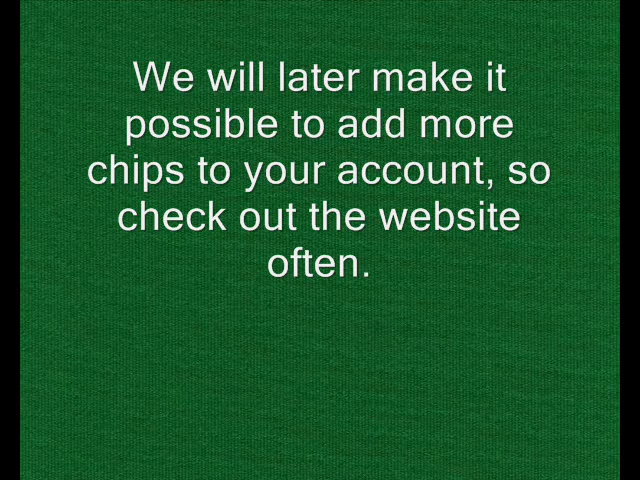 We will later make it
possible to add more
chips to your account, so
check out the website
often.